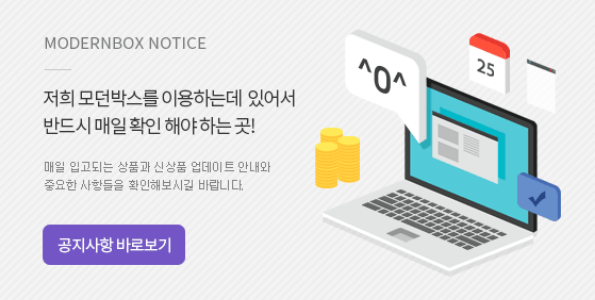 MODERNBOX NOTICE
저희 모던박스를 이용하는데 있어서
반드시 매일 확인 해야 하는 곳!
매일 입고되는 상품과 신상품 업데이트 안내와
중요한 사항들을 확인해보시길 바랍니다.
공지사항 바로보기
^0^
25